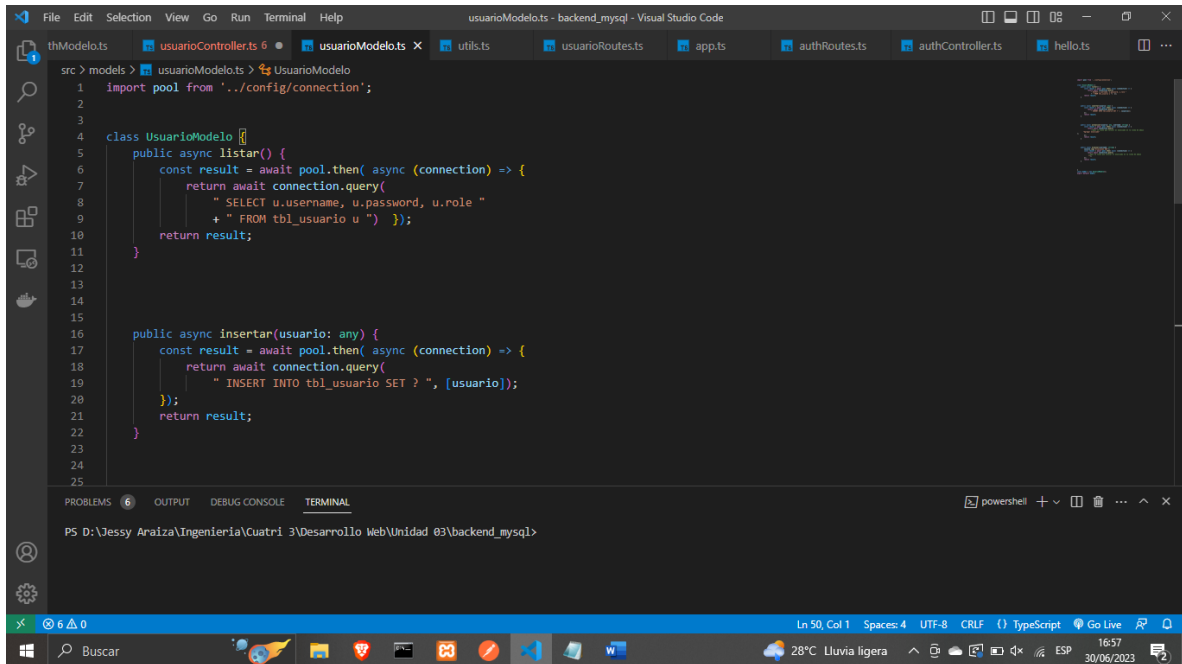 File Edit Selection View Go Run Terminal Help usuarioModelo.ts - backend_mysql - Visual Studio Code
thModelo.ts usuarioController.ts 6 usuarioModelo.ts utils.ts usuarioRoutes.ts app.ts authRoutes.ts authController.ts hello.ts
src > models > usuarioModelo.ts > UsuarioModelo
1 import pool from '../config/connection';
2
3
4 class UsuarioModelo {
5 public async listar() {
6 const result = await pool.then( async (connection) => {
7 return await connection.query(
8 " SELECT u.username, u.password, u.role "
9 + " FROM tbl_usuario u ")  });
10 return result;
11 }
12
13
14
15
16 public async insertar(usuario: any) {
17 const result = await pool.then( async (connection) => {
18 return await connection.query(
19 " INSERT INTO tbl_usuario SET ? ", [usuario]);
20 });
21 return result;
22 }
23
24
25
PROBLEMS 6 OUTPUT DEBUG CONSOLE TERMINAL powershell
PS D:\Jessy Araiza\Ingenieria\Cuatri 3\Desarrollo Web\Unidad 03\backend_mysql>
6 0 Ln 50, Col 1 Spaces: 4 UTF-8 CRLF {} TypeScript Go Live
Buscar 28°C Lluvia ligera ESP 16:57
30/06/2023 2